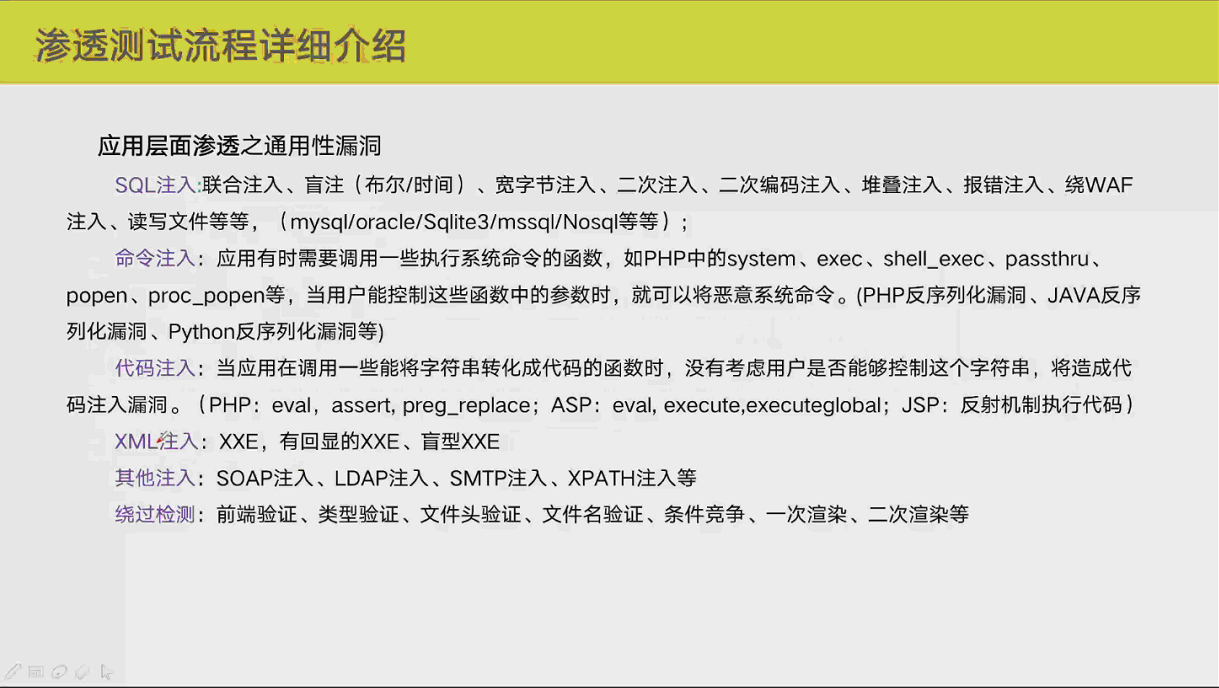 渗透测试流程详细介绍
应用层面渗透之通用性漏洞
SQL注入:联合注入、盲注（布尔/时间）、宽字节注入、二次注入、二次编码注入、堆叠注入、报错注入、绕WAF
注入、读写文件等等，（mysql/oracle/Sqlite3/mssql/Nosql等等）;
命令注入：应用有时需要调用一些执行系统命令的函数，如PHP中的system、exec、shell_exec、passthru、
popen、proc_popen等，当用户能控制这些函数中的参数时，就可以将恶意系统命令。(PHP反序列化漏洞、JAVA反序
列化漏洞、Python反序列化漏洞等)
代码注入：当应用在调用一些能将字符串转化成代码的函数时，没有考虑用户是否能够控制这个字符串，将造成代
码注入漏洞。（PHP：eval，assert, preg_replace；ASP：eval, execute,executeglobal；JSP：反射机制执行代码）
XML注入：XXE，有回显的XXE、盲型XXE
其他注入：SOAP注入、LDAP注入、SMTP注入、XPATH注入等
绕过检测：前端验证、类型验证、文件头验证、文件名验证、条件竞争、一次渲染、二次渲染等